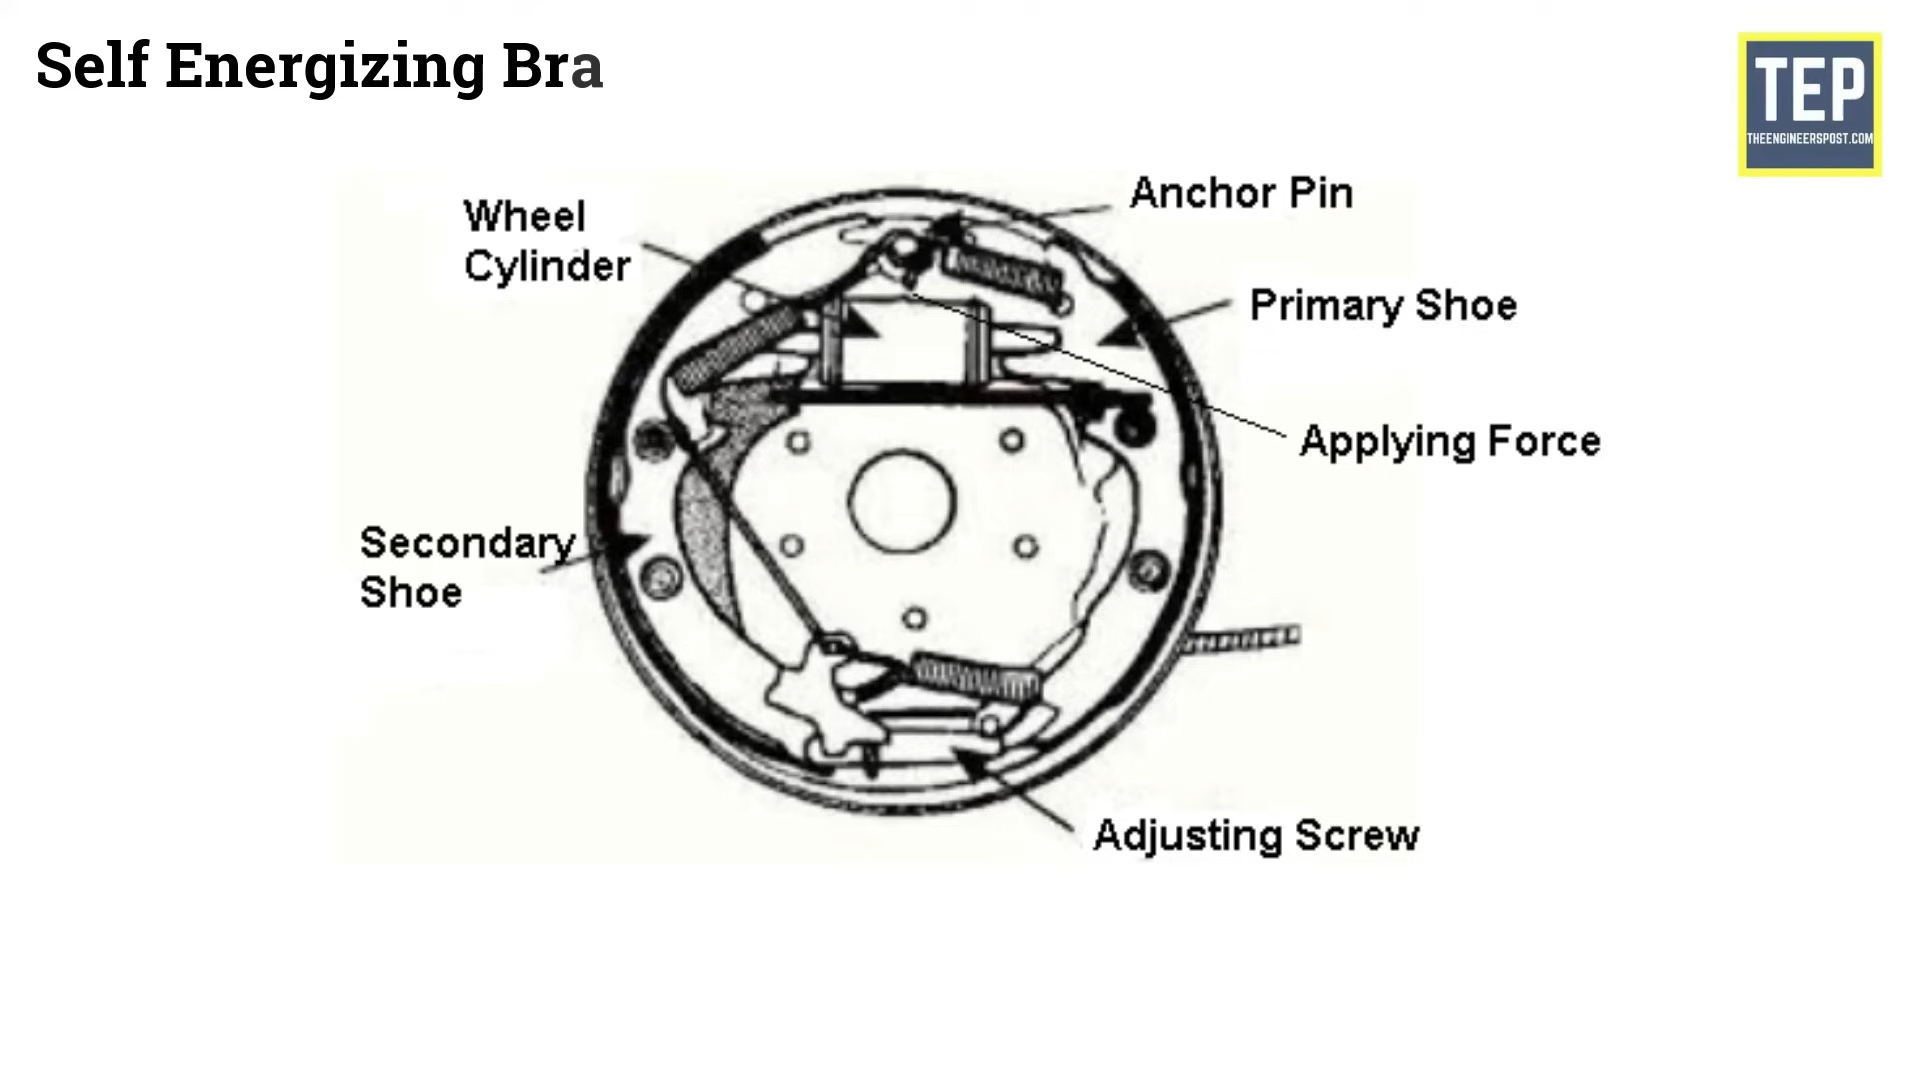 Self Energizing Bra
TEP
THEENGINEERSPOST.COM
Anchor Pin
Wheel
Cylinder
Primary Shoe
Applying Force
Secondary
Shoe
Adjusting Screw